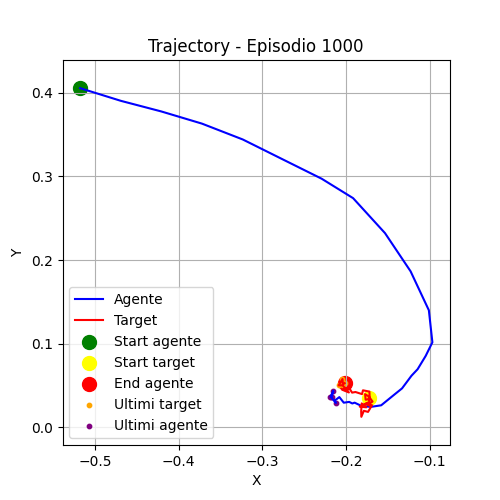 Trajectory - Episodio 1000
Y
0.4
0.3
0.2
0.1
0.0
Agente
Target
Start agente
Start target
End agente
Ultimi target
Ultimi agente
−0.5 −0.4 −0.3 −0.2 −0.1
X